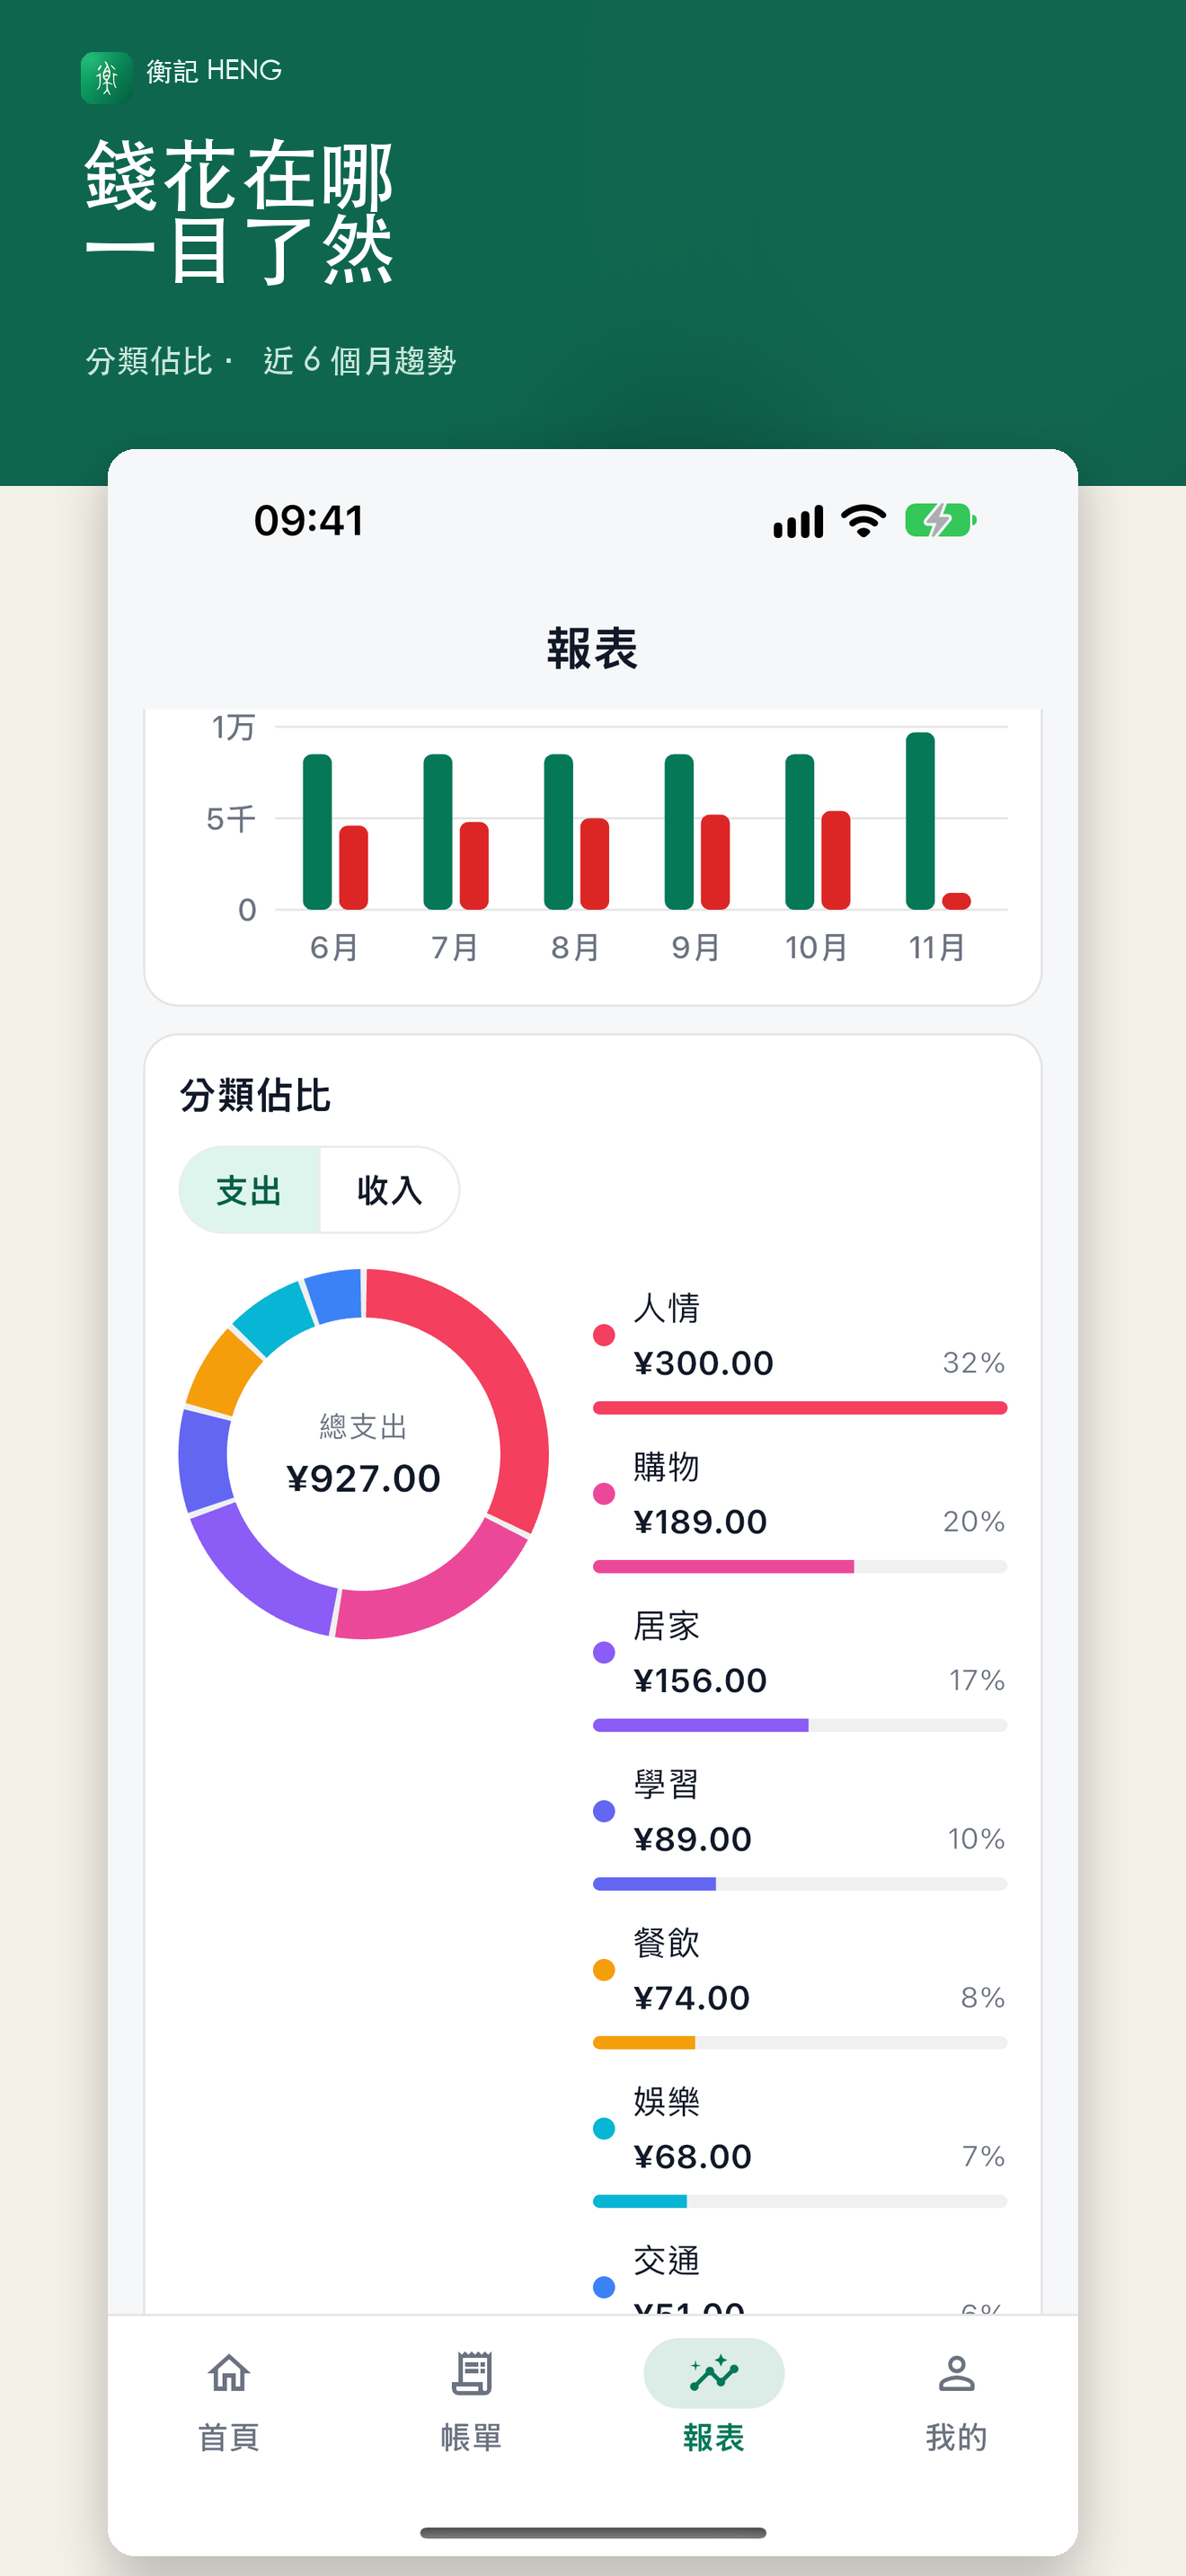 衡 衡記 HENG
錢花在哪
一目了然
分類佔比 · 近 6 個月趨勢
09:41
報表
1万
5千
0
6月 7月 8月 9月 10月 11月
分類佔比
支出 收入
總支出
¥927.00
人情
¥300.00 32%
購物
¥189.00 20%
居家
¥156.00 17%
學習
¥89.00 10%
餐飲
¥74.00 8%
娛樂
¥68.00 7%
交通
¥51.00 6%
首頁 帳單 報表 我的